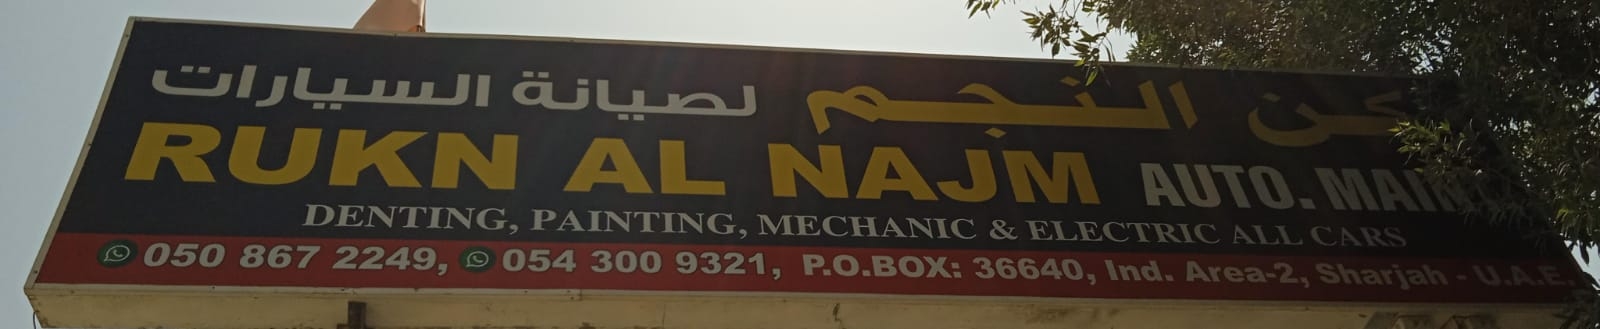 النجم لصيانة السيارات
RUKN AL NAJM AUTO.
DENTING, PAINTING, MECHANIC & ELECTRIC ALL CARS
050 867 2249, 054 300 9321, P.O.BOX: 36640, Ind. Area-2, Sharjah - U.A.E.